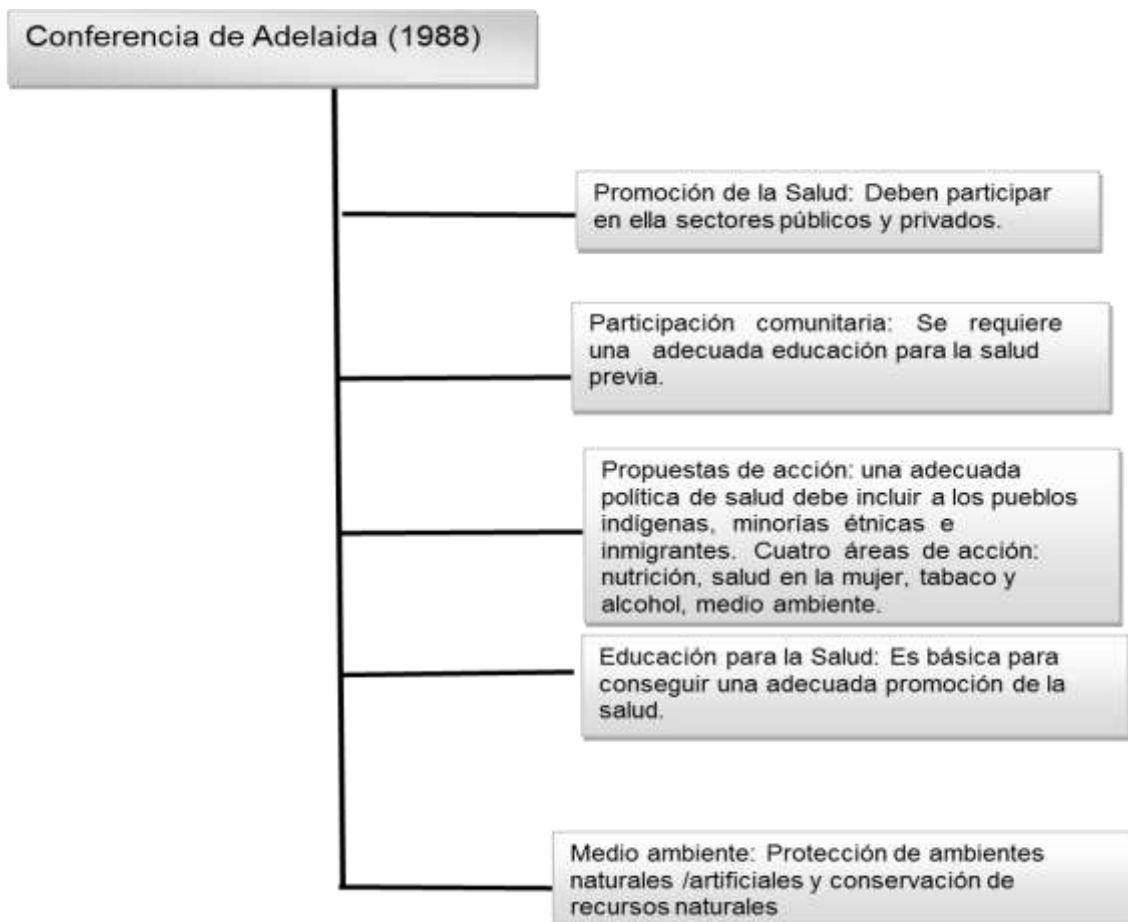 Conferencia de Adelaida (1988)
Promoción de la Salud: Deben participar
en ella sectores públicos y privados.
Participación comunitaria: Se requiere
una adecuada educación para la salud
previa.
Propuestas de acción: una adecuada
política de salud debe incluir a los pueblos
indígenas, minorías étnicas e
inmigrantes. Cuatro áreas de acción:
nutrición, salud en la mujer, tabaco y
alcohol, medio ambiente.
Educación para la Salud: Es básica para
conseguir una adecuada promoción de la
salud.
Medio ambiente: Protección de ambientes
naturales /artificiales y conservación de
recursos naturales